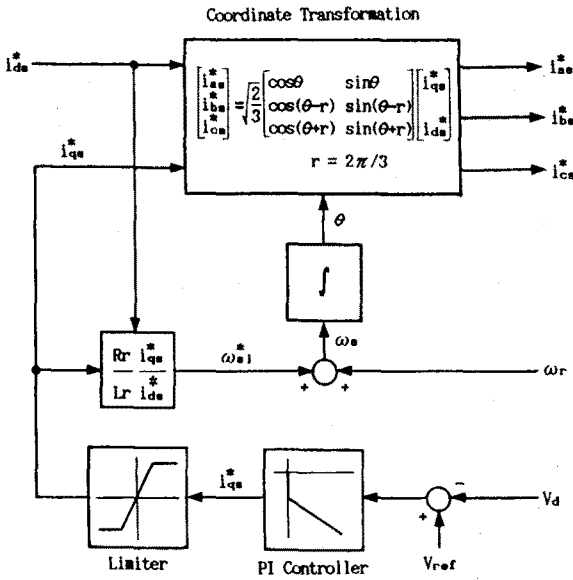 Coordinate Transformation
i*ds
i*as
i*bs
i*cs
= √2/3
cosθ sinθ
cos(θ-r) sin(θ-r)
cos(θ+r) sin(θ+r)
i*qs
i*ds
r = 2π/3
i*as
i*bs
i*cs
i*qs
θ
∫
ωs
Rr i*qs
Lr i*ds
ω*sl
+ +
ωr
i*qs
−
+
Vd
Vref
Limiter
PI Controller